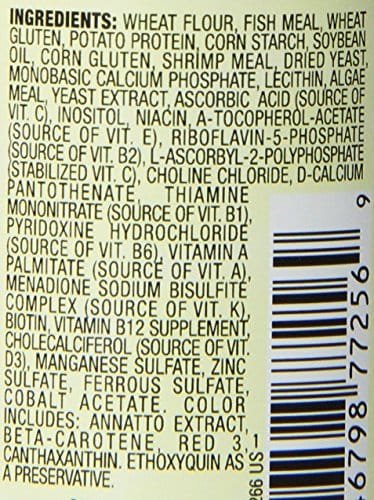 INGREDIENTS: WHEAT FLOUR, FISH MEAL, WHEAT
GLUTEN, POTATO PROTEIN, CORN STARCH, SOYBEAN
OIL, CORN GLUTEN, SHRIMP MEAL, DRIED YEAST,
MONOBASIC CALCIUM PHOSPHATE, LECITHIN, ALGAE
MEAL, YEAST EXTRACT, ASCORBIC ACID (SOURCE OF
VIT. C), INOSITOL, NIACIN, A-TOCOPHEROL-ACETATE
(SOURCE OF VIT. E), RIBOFLAVIN-5-PHOSPHATE
(SOURCE OF VIT. B2), L-ASCORBYL-2-POLYPHOSPHATE
(STABILIZED VIT. C), CHOLINE CHLORIDE, D-CALCIUM
PANTOTHENATE, THIAMINE
MONONITRATE (SOURCE OF VIT. B1),
PYRIDOXINE HYDROCHLORIDE
(SOURCE OF VIT. B6), VITAMIN A
PALMITATE (SOURCE OF VIT. A),
MENADIONE SODIUM BISULFITE
COMPLEX (SOURCE OF VIT. K),
BIOTIN, VITAMIN B12 SUPPLEMENT,
CHOLECALCIFEROL (SOURCE OF VIT.
D3), MANGANESE SULFATE, ZINC
SULFATE, FERROUS SULFATE,
COBALT ACETATE. COLOR
INCLUDES: ANNATTO EXTRACT,
BETA-CAROTENE, RED 3,
CANTHAXANTHIN. ETHOXYQUIN AS
A PRESERVATIVE.
266 US
46798 77256 9